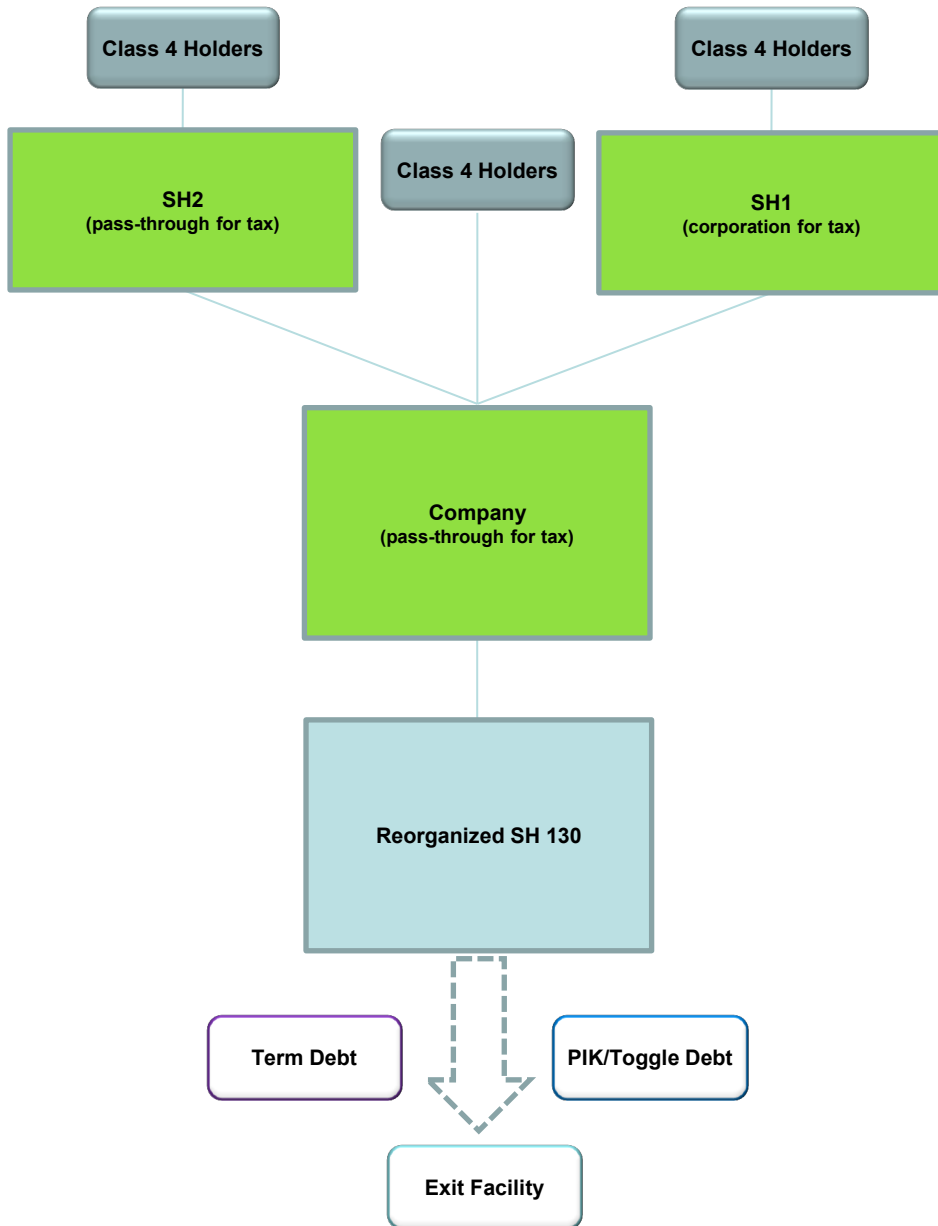 Class 4 Holders
Class 4 Holders
Class 4 Holders
SH2
(pass-through for tax)
SH1
(corporation for tax)
Company
(pass-through for tax)
Reorganized SH 130
Term Debt
PIK/Toggle Debt
Exit Facility